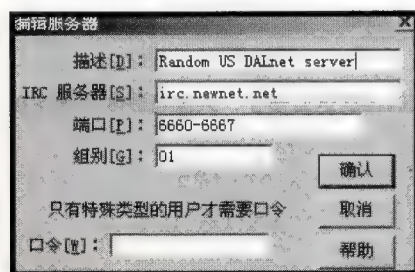 编辑服务器
描述[D]: Random US DALnet server
IRC 服务器[S]: irc.newnet.net
端口[P]: 6660-6667
组别[G]: 01
确认
只有特殊类型的用户才需要口令
取消
口令[W]:
帮助